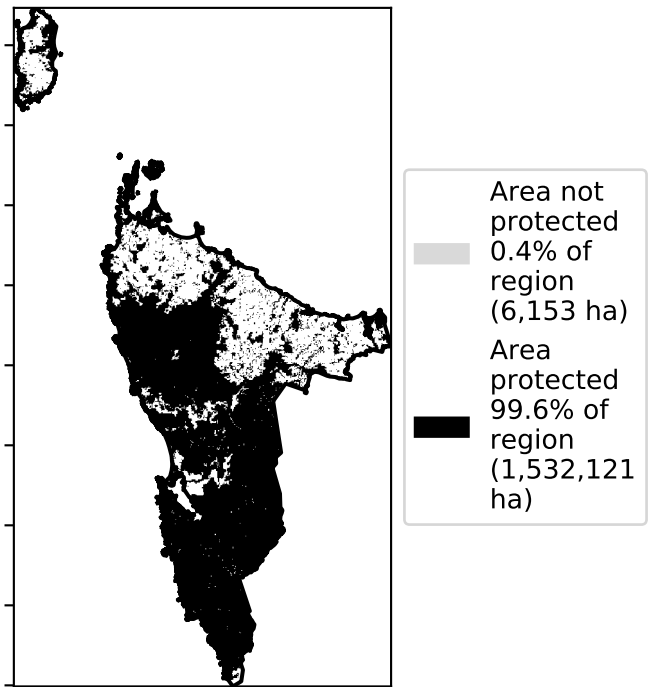 Area not
protected
0.4% of
region
(6,153 ha)
Area
protected
99.6% of
region
(1,532,121
ha)